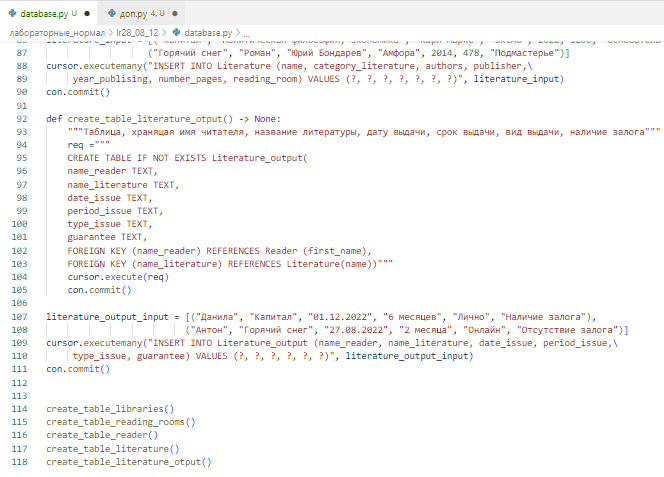 database.py U ● доп.py 4, U ●
лабораторные_нормал > lr28_08_12 > database.py > ...
87 ("Горячий снег", "Роман", "Юрий Бондарев", "Амфора", 2014, 478, "Подмастерье")]
88 cursor.executemany("INSERT INTO Literature (name, category_literature, authors, publisher,\
89 year_publising, number_pages, reading_room) VALUES (?, ?, ?, ?, ?, ?, ?)", literature_input)
90 con.commit()
91
92 def create_table_literature_otput() -> None:
93 """Таблица, хранящая имя читателя, название литературы, дату выдачи, срок выдачи, вид выдачи, наличие залога"""
94 req ="""
95 CREATE TABLE IF NOT EXISTS Literature_output(
96 name_reader TEXT,
97 name_literature TEXT,
98 date_issue TEXT,
99 period_issue TEXT,
100 type_issue TEXT,
101 guarantee TEXT,
102 FOREIGN KEY (name_reader) REFERENCES Reader (first_name),
103 FOREIGN KEY (name_literature) REFERENCES Literature(name))"""
104 cursor.execute(req)
105 con.commit()
106
107 literature_output_input = [("Данила", "Капитал", "01.12.2022", "6 месяцев", "Лично", "Наличие залога"),
108 ("Антон", "Горячий снег", "27.08.2022", "2 месяца", "Онлайн", "Отсутствие залога")]
109 cursor.executemany("INSERT INTO Literature_output (name_reader, name_literature, date_issue, period_issue,\
110 type_issue, guarantee) VALUES (?, ?, ?, ?, ?, ?)", literature_output_input)
111 con.commit()
112
113
114 create_table_libraries()
115 create_table_reading_rooms()
116 create_table_reader()
117 create_table_literature()
118 create_table_literature_otput()